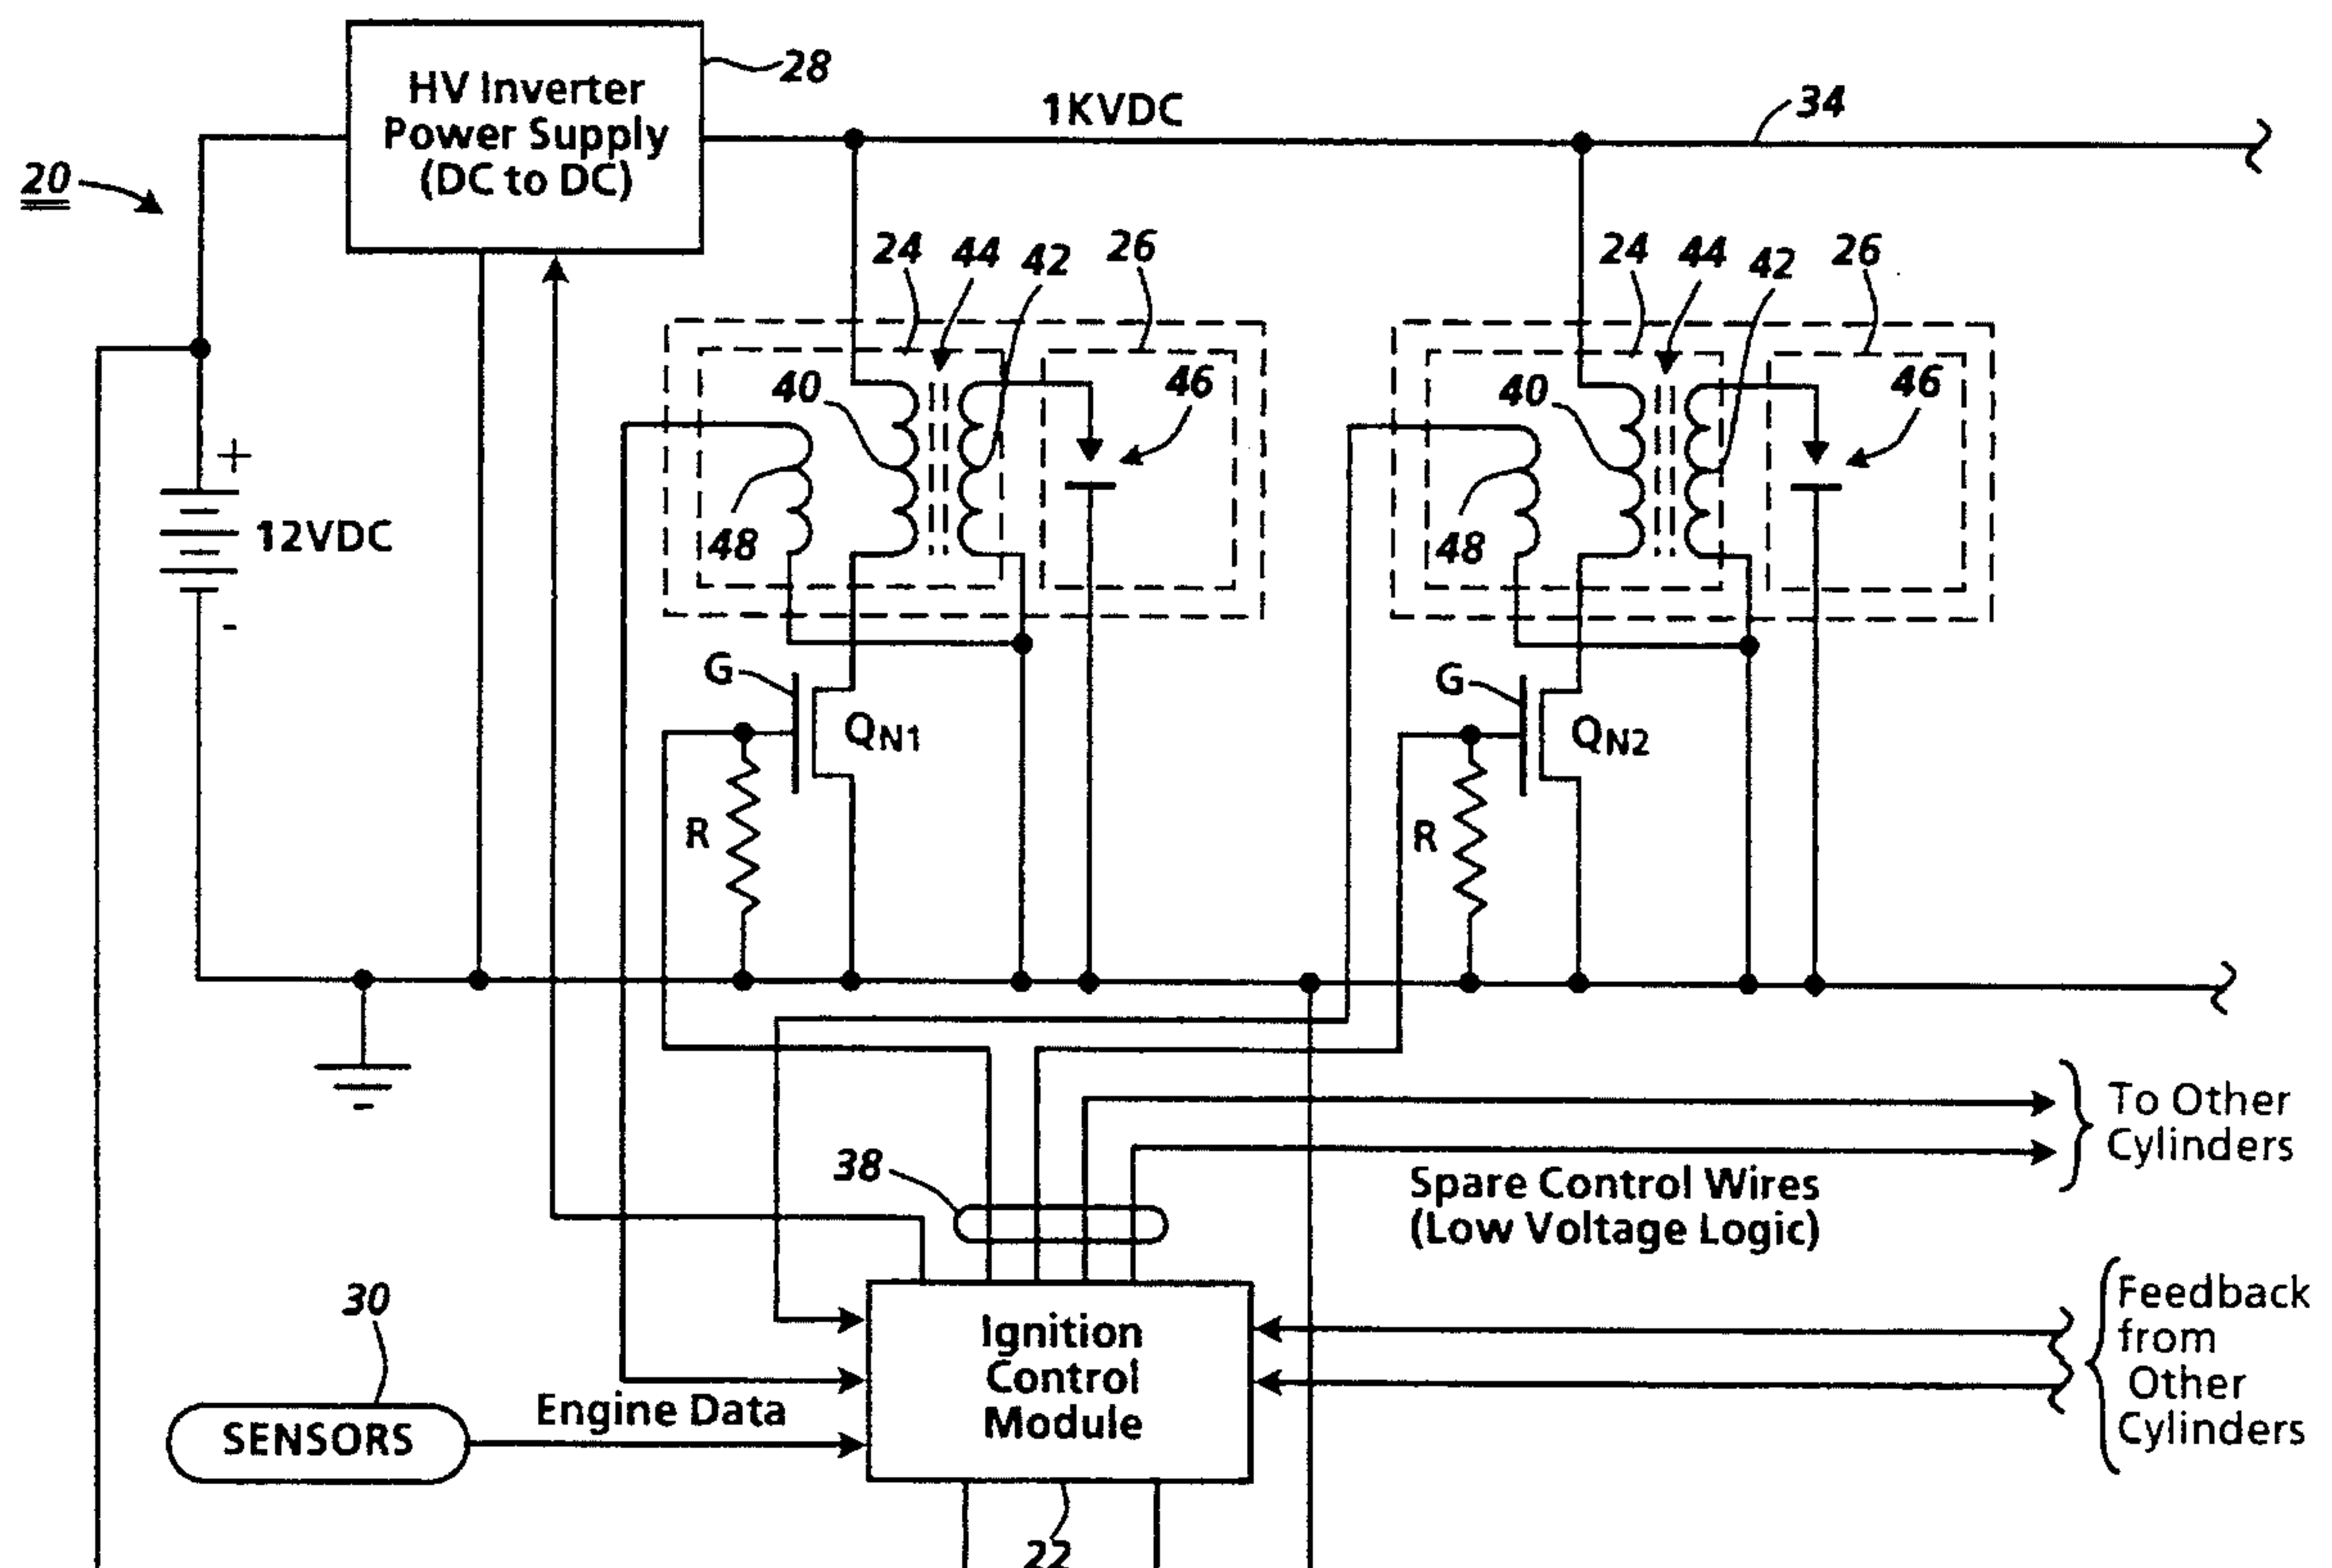 HV Inverter
Power Supply
(DC to DC)
28
1KVDC
34
20
24
44
42
26
24
44
42
26
40
46
40
46
+
12VDC
48
48
-
G
QN1
G
QN2
R
R
To Other
Cylinders
38
Spare Control Wires
(Low Voltage Logic)
30
Feedback
from
Other
Cylinders
Ignition
Control
Module
Engine Data
SENSORS
22